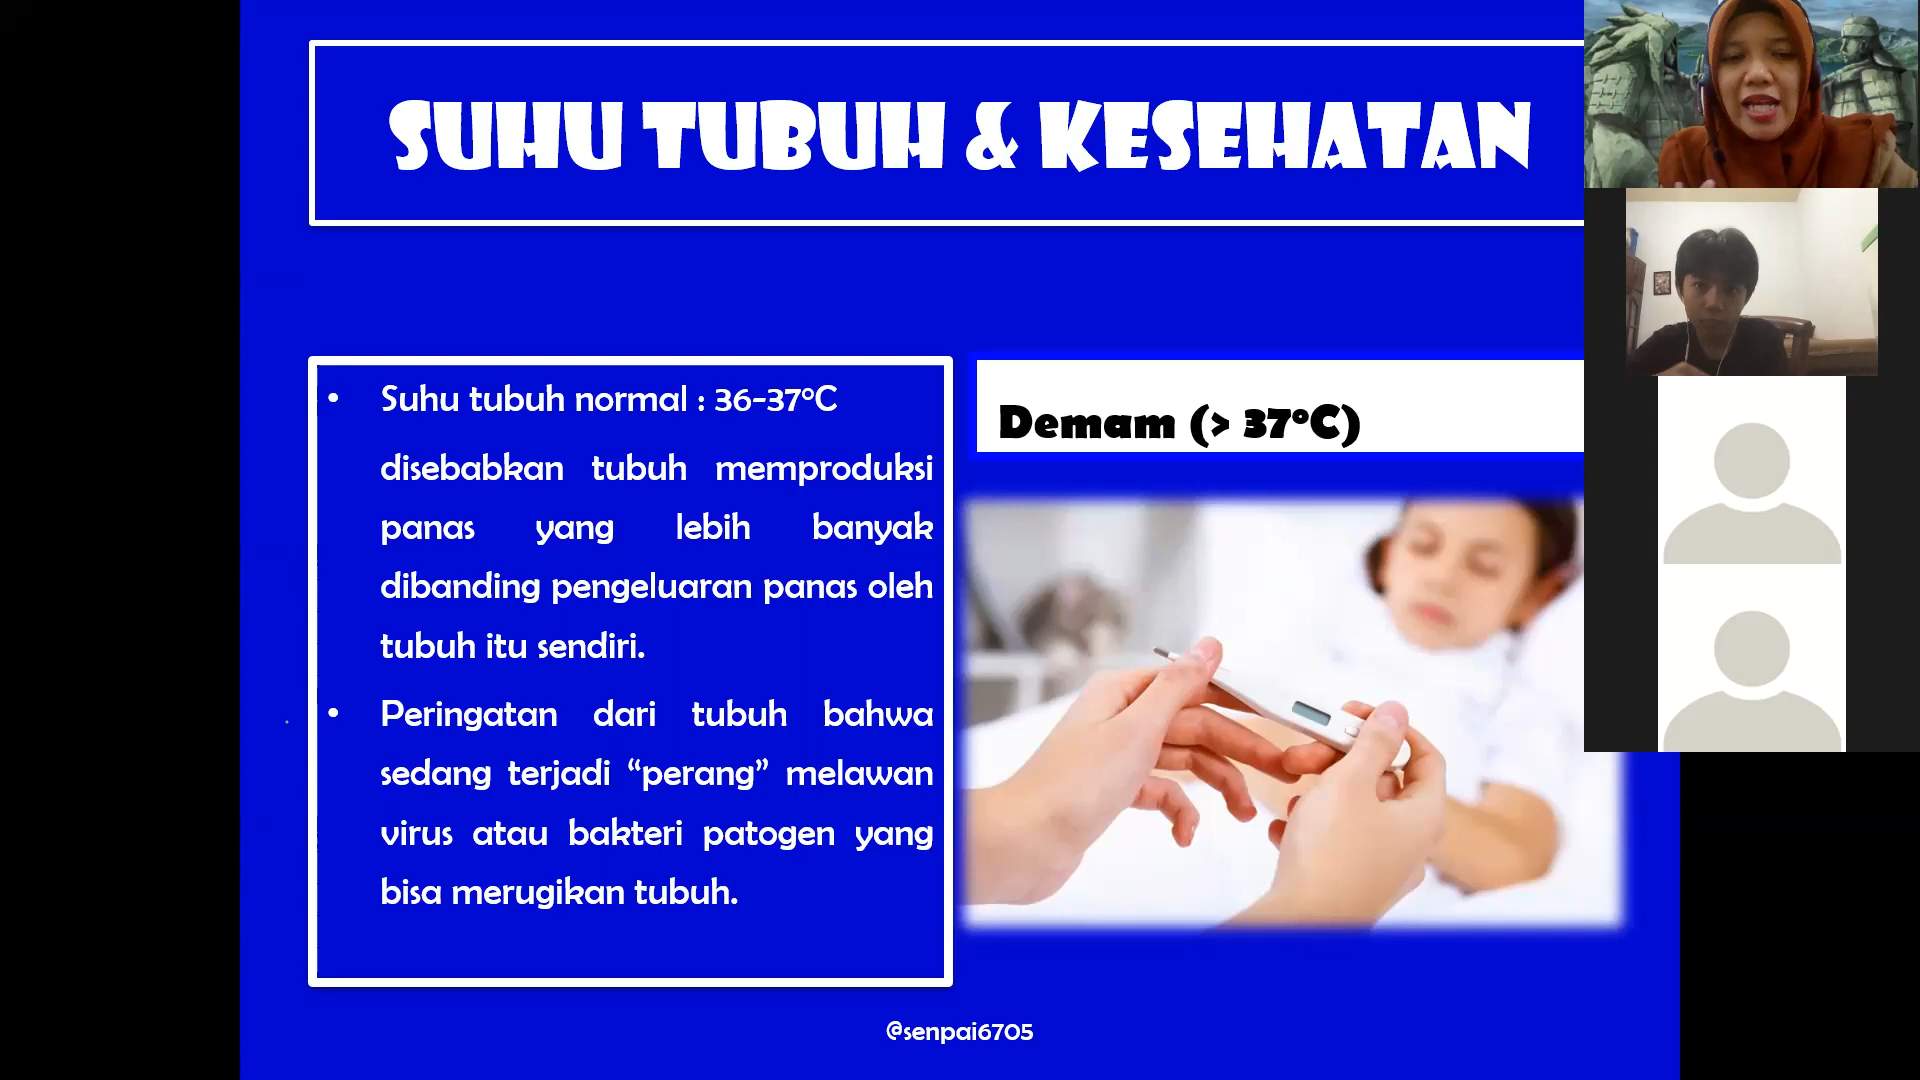 SUHU TUBUH & KESEHATAN
• Suhu tubuh normal : 36-37°C
disebabkan tubuh memproduksi
panas yang lebih banyak
dibanding pengeluaran panas oleh
tubuh itu sendiri.
• Peringatan dari tubuh bahwa
sedang terjadi “perang” melawan
virus atau bakteri patogen yang
bisa merugikan tubuh.
Demam (> 37°C)
@senpai6705